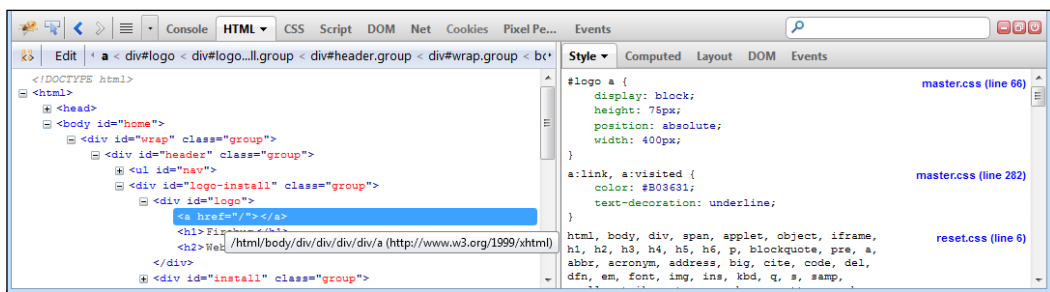 Console HTML CSS Script DOM Net Cookies Pixel Pe... Events
Edit a < div#logo < div#logo...ll.group < div#header.group < div#wrap.group <
Style Computed Layout DOM Events
<!DOCTYPE html>
<html>
<head>
<body id="home">
<div id="wrap" class="group">
<div id="header" class="group">
<ul id="nav">
<div id="logo-install" class="group">
<div id="logo">
<a href="/"></a>
<h1>
<h2>
/html/body/div/div/div/div/a (http://www.w3.org/1999/xhtml)
</div>
<div id="install" class="group">
#logo a { master.css (line 66)
display: block;
height: 75px;
position: absolute;
width: 400px;
}
a:link, a:visited { master.css (line 282)
color: #B03631;
text-decoration: underline;
}
html, body, div, span, applet, object, iframe, reset.css (line 6)
h1, h2, h3, h4, h5, h6, p, blockquote, pre, a,
abbr, acronym, address, big, cite, code, del,
dfn, em, font, img, ins, kbd, q, s, samp,